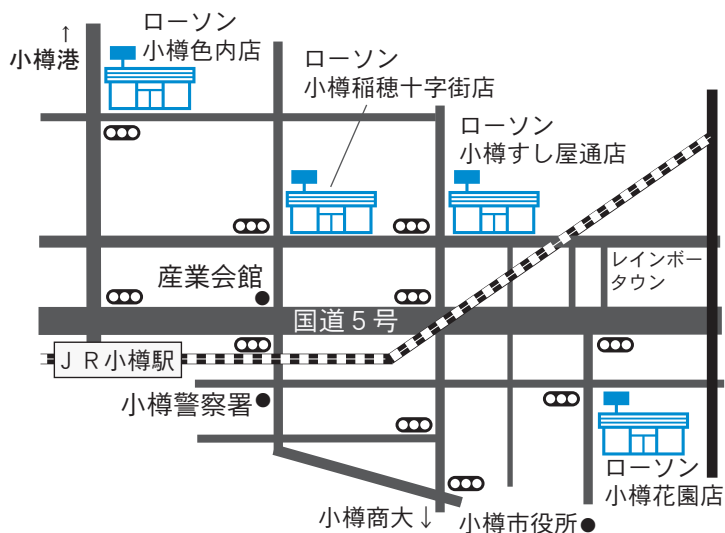 ↑
小樽港
ローソン
小樽色内店
ローソン
小樽稲穂十字街店
ローソン
小樽すし屋通店
レインボー
タウン
産業会館
国道5号
JR小樽駅
小樽警察署
ローソン
小樽花園店
小樽商大↓
小樽市役所